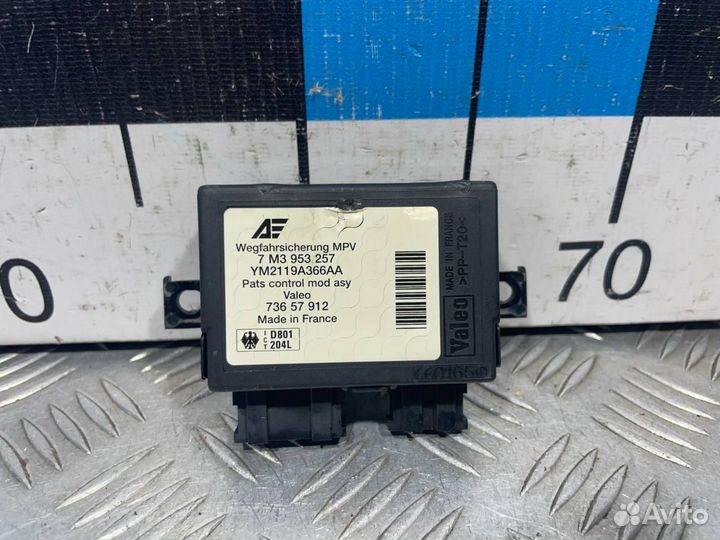 AE
Wegfahrsicherung MPV
7 M3 953 257
YM2119A366AA
Pats control mod asy
Valeo
736 57 912
Made in France
ICT
D801
204L
Valeo
MADE IN FRANCE
>PP-T20<
0
70
Avito